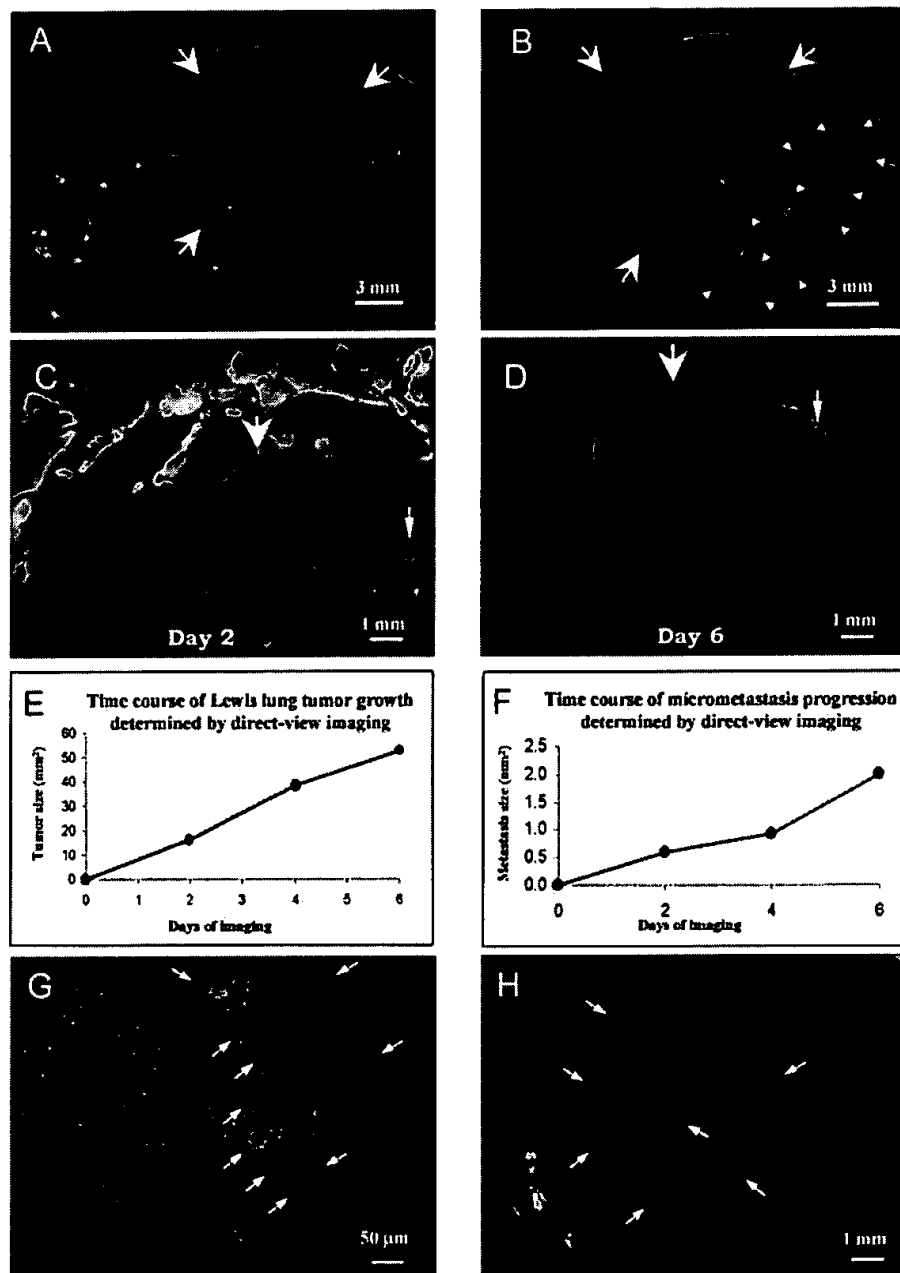 A
3 mm
B
3 mm
C
Day 2
1 mm
D
Day 6
1 mm
E
Time course of Lewis lung tumor growth
determined by direct-view imaging
Tumor size (mm²)
60
50
40
30
20
10
0
0 1 2 3 4 5 6
Days of imaging
F
Time course of micrometastasis progression
determined by direct-view imaging
Metastasis size (mm²)
2.5
2.0
1.5
1.0
0.5
0.0
0 2 4 6
Days of imaging
G
50 µm
H
1 mm